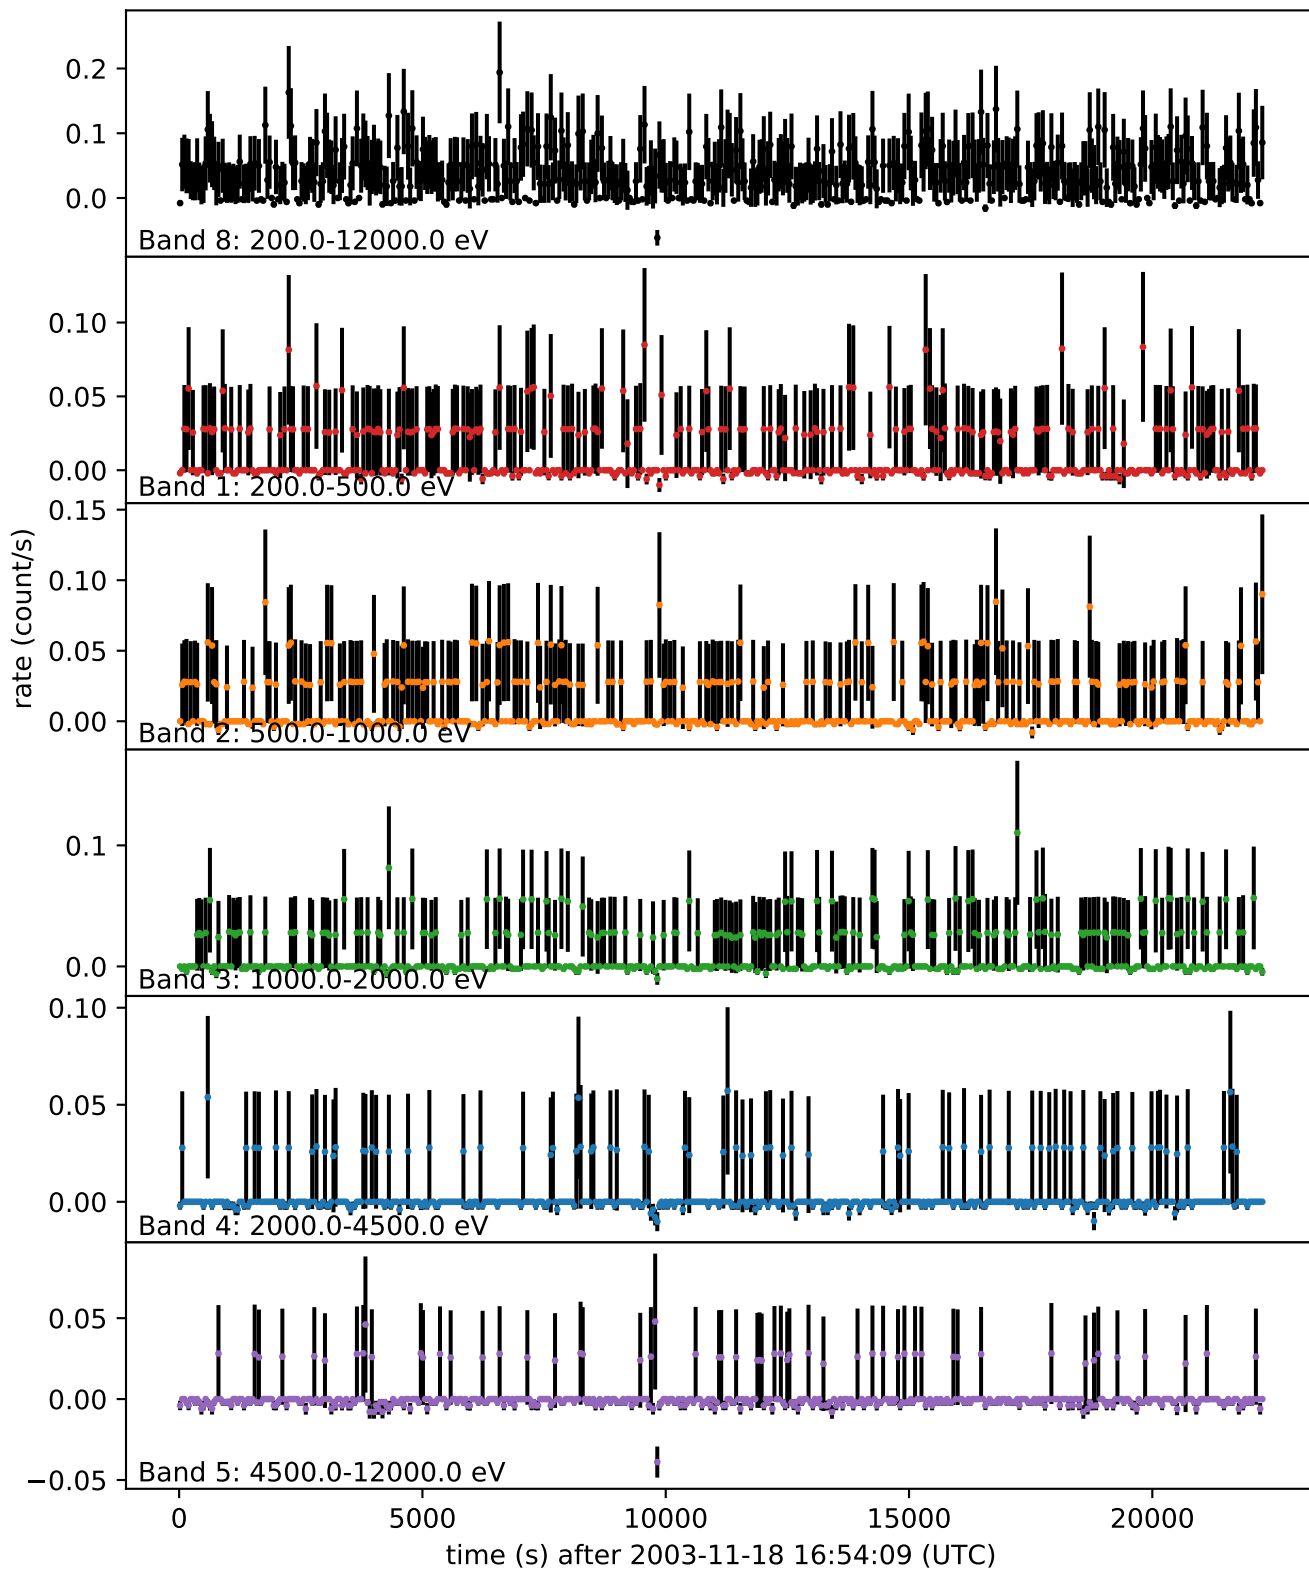 0.2
0.1
0.0
Band 8: 200.0-12000.0 eV
0.10
0.05
0.00
Band 1: 200.0-500.0 eV
0.15
0.10
0.05
0.00
Band 2: 500.0-1000.0 eV
rate (count/s)
0.1
0.0
Band 3: 1000.0-2000.0 eV
0.10
0.05
0.00
Band 4: 2000.0-4500.0 eV
0.05
0.00
−0.05
Band 5: 4500.0-12000.0 eV
0 5000 10000 15000 20000
time (s) after 2003-11-18 16:54:09 (UTC)